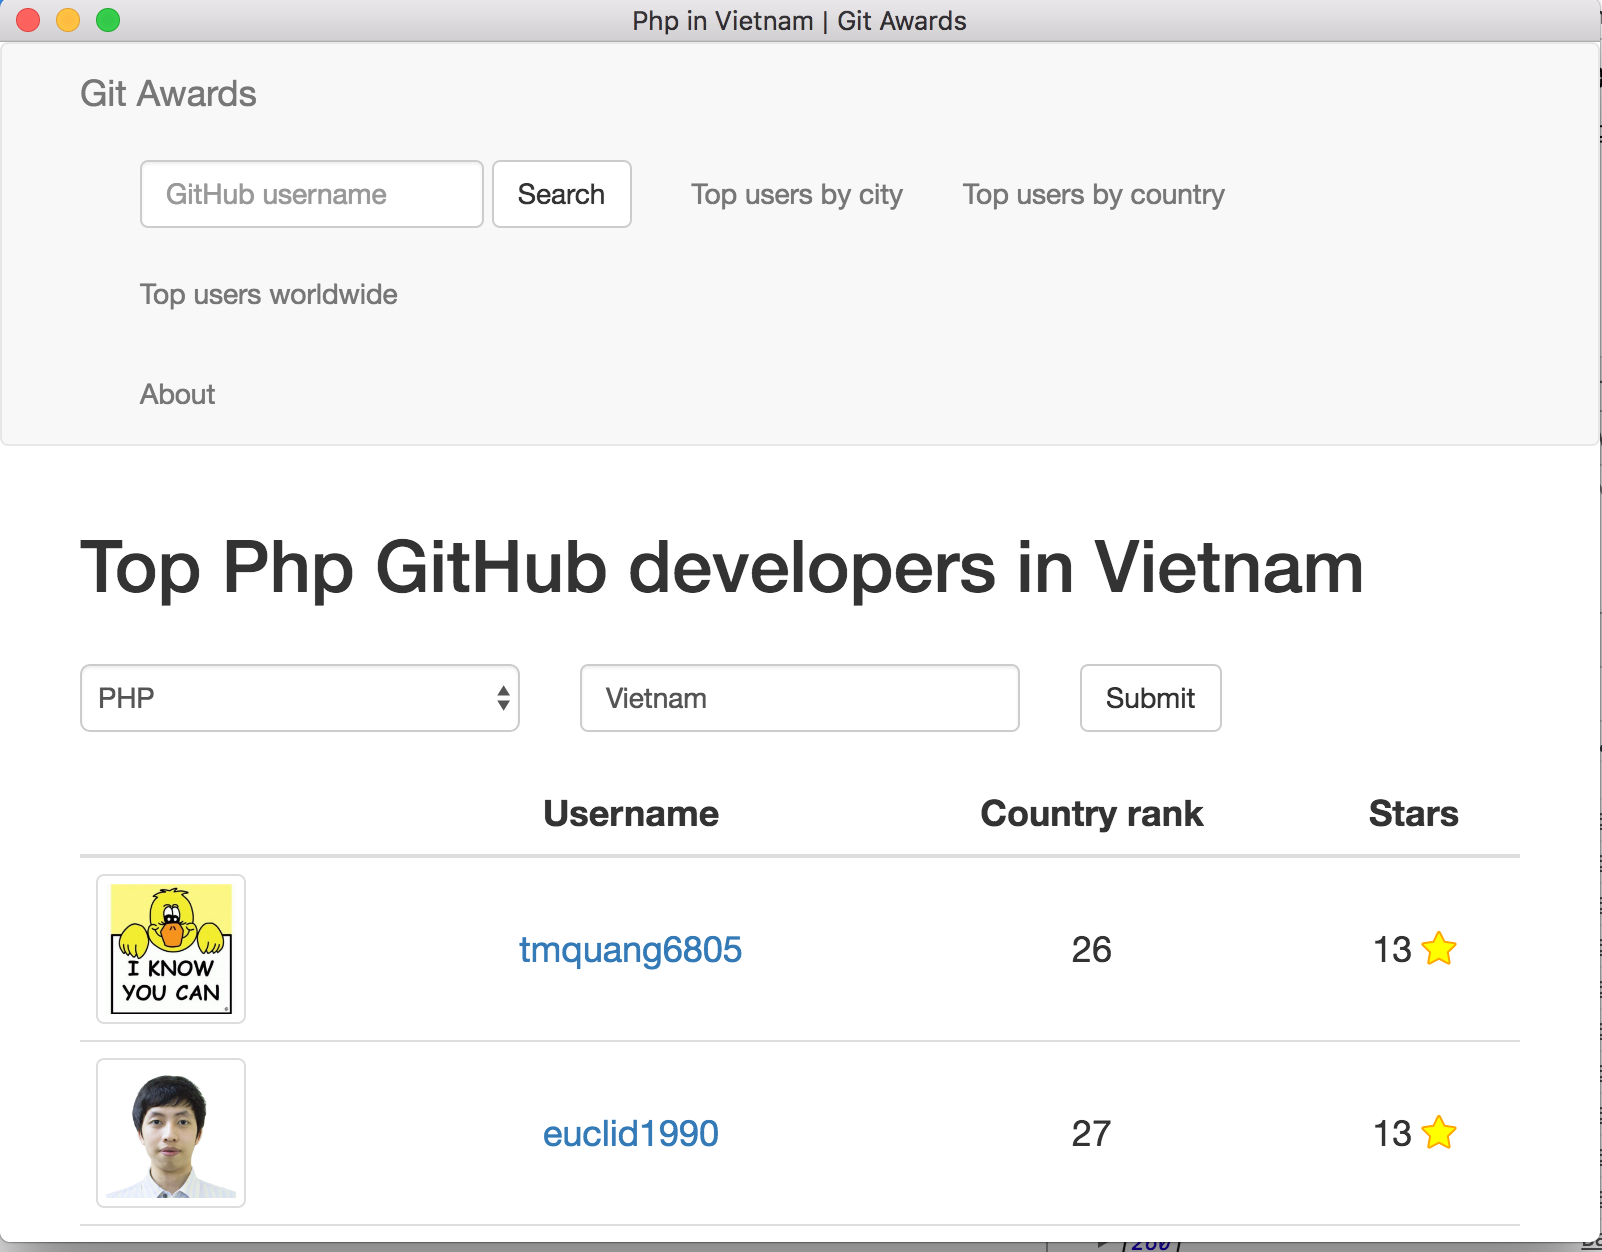 Php in Vietnam | Git Awards
Git Awards
GitHub username Search Top users by city Top users by country
Top users worldwide
About
Top Php GitHub developers in Vietnam
PHP Vietnam Submit
Username Country rank Stars
I KNOW
YOU CAN
tmquang6805 26 13
euclid1990 27 13